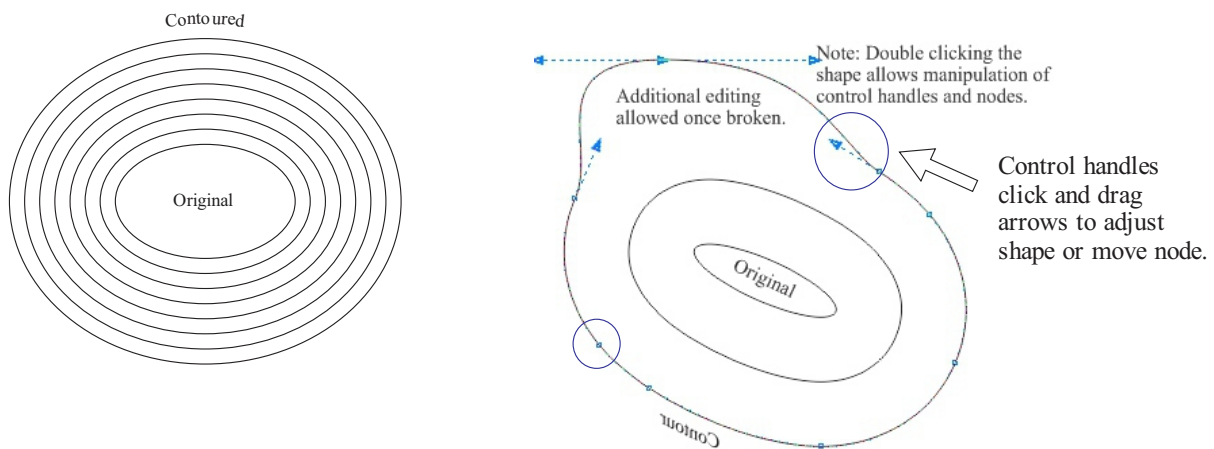 Contoured
Original
Note: Double clicking the
shape allows manipulation of
control handles and nodes.
Additional editing
allowed once broken.
Control handles
click and drag
arrows to adjust
shape or move node.
Original
Contour